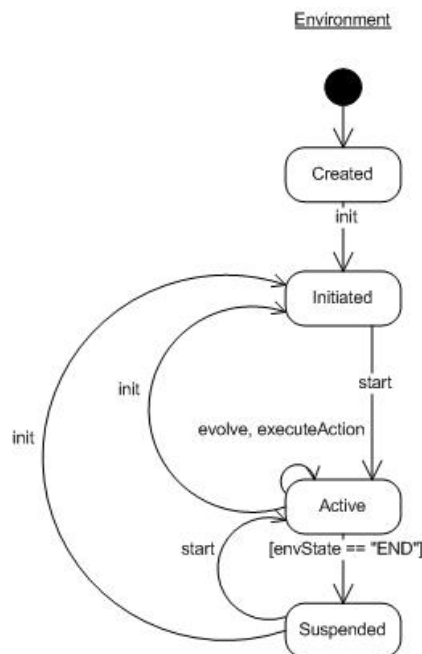 Environment
Created
init
Initiated
start
init
init
evolve, executeAction
Active
[envState == "END"]
start
Suspended